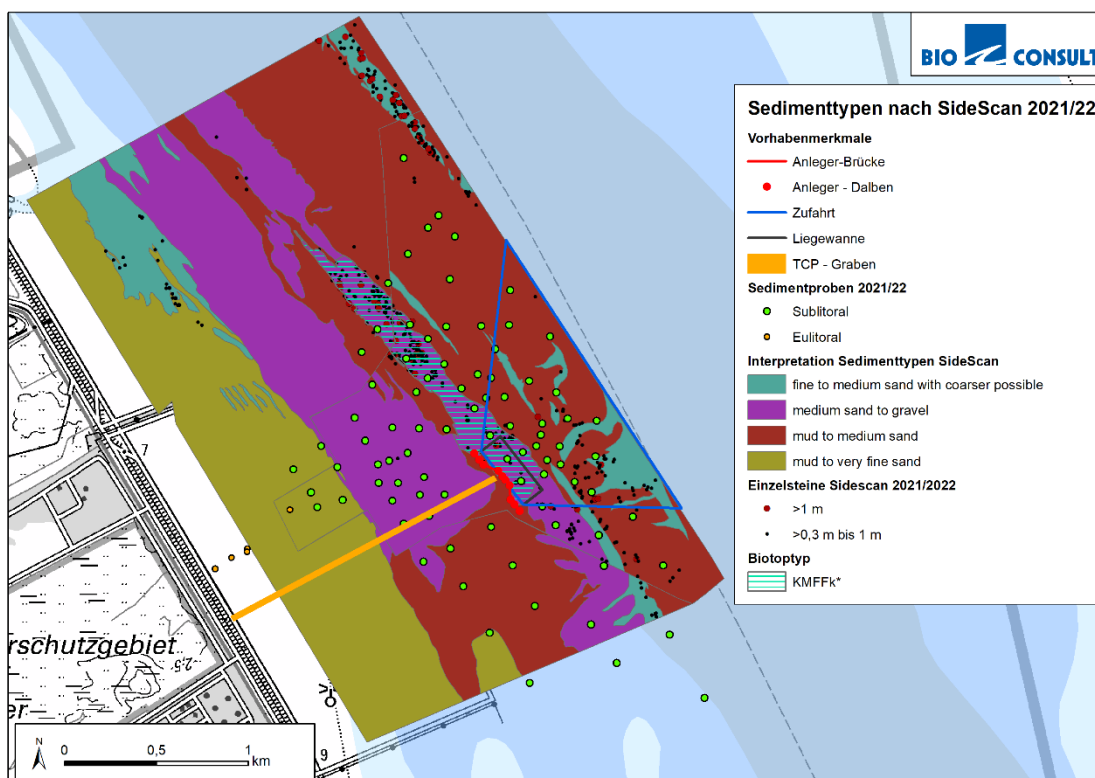 BIO CONSULT
Sedimenttypen nach SideScan 2021/22
Vorhabenmerkmale
Anleger-Brücke
Anleger - Dalben
Zufahrt
Liegewanne
TCP - Graben
Sedimentproben 2021/22
Sublitoral
Eulitoral
Interpretation Sedimenttypen SideScan
fine to medium sand with coarser possible
medium sand to gravel
mud to medium sand
mud to very fine sand
Einzelsteine Sidescan 2021/2022
>1 m
>0,3 m bis 1 m
Biotoptyp
KMFFk*
7
rschutzgebiet
2,5
er
9
N
0 0,5 1
km